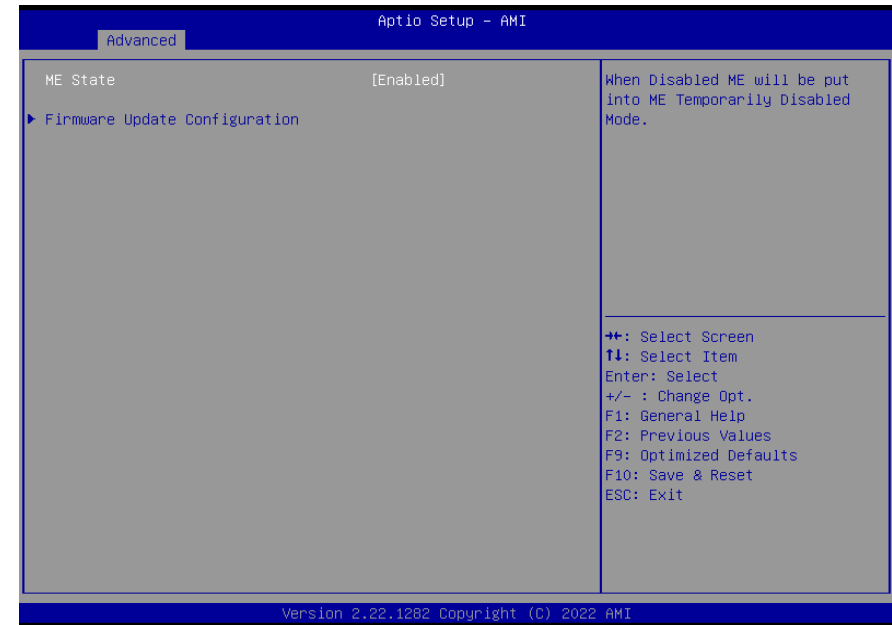 Aptio Setup – AMI
Advanced
ME State [Enabled]
▶ Firmware Update Configuration
When Disabled ME will be put
into ME Temporarily Disabled
Mode.
→←: Select Screen
↑↓: Select Item
Enter: Select
+/- : Change Opt.
F1: General Help
F2: Previous Values
F9: Optimized Defaults
F10: Save & Reset
ESC: Exit
Version 2.22.1282 Copyright (C) 2022 AMI